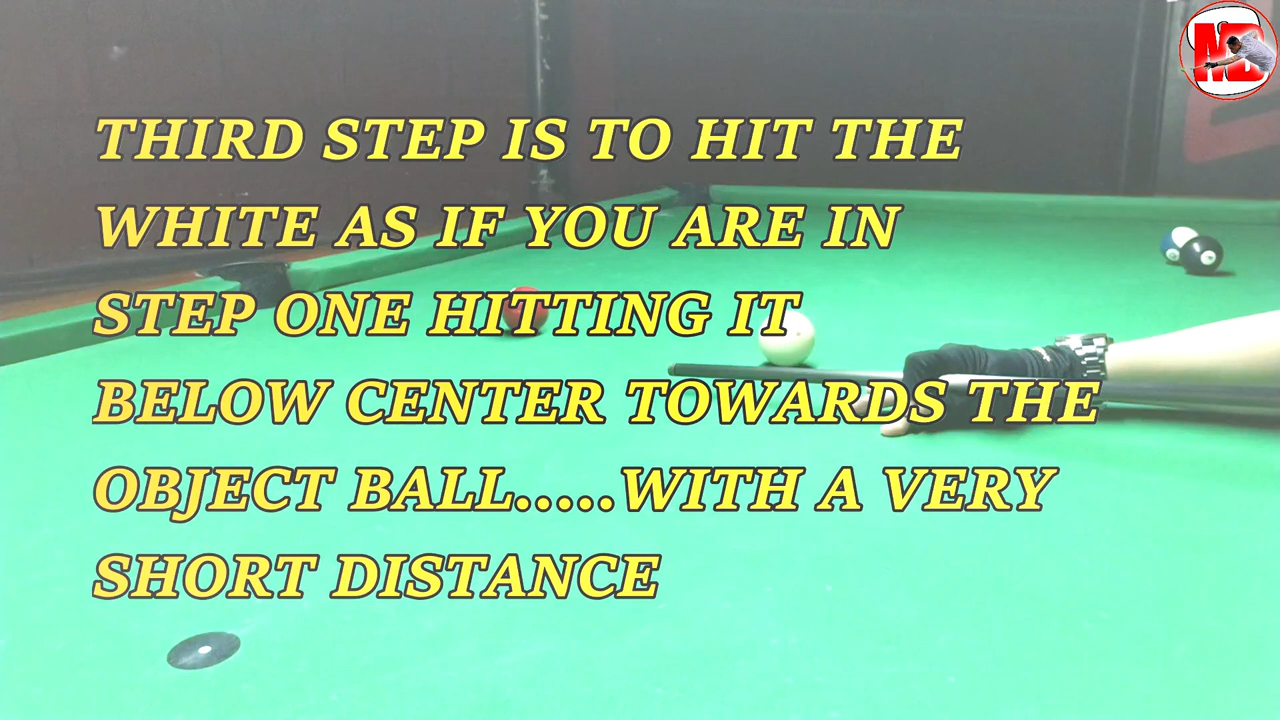 THIRD STEP IS TO HIT THE
WHITE AS IF YOU ARE IN
STEP ONE HITTING IT
BELOW CENTER TOWARDS THE
OBJECT BALL.....WITH A VERY
SHORT DISTANCE